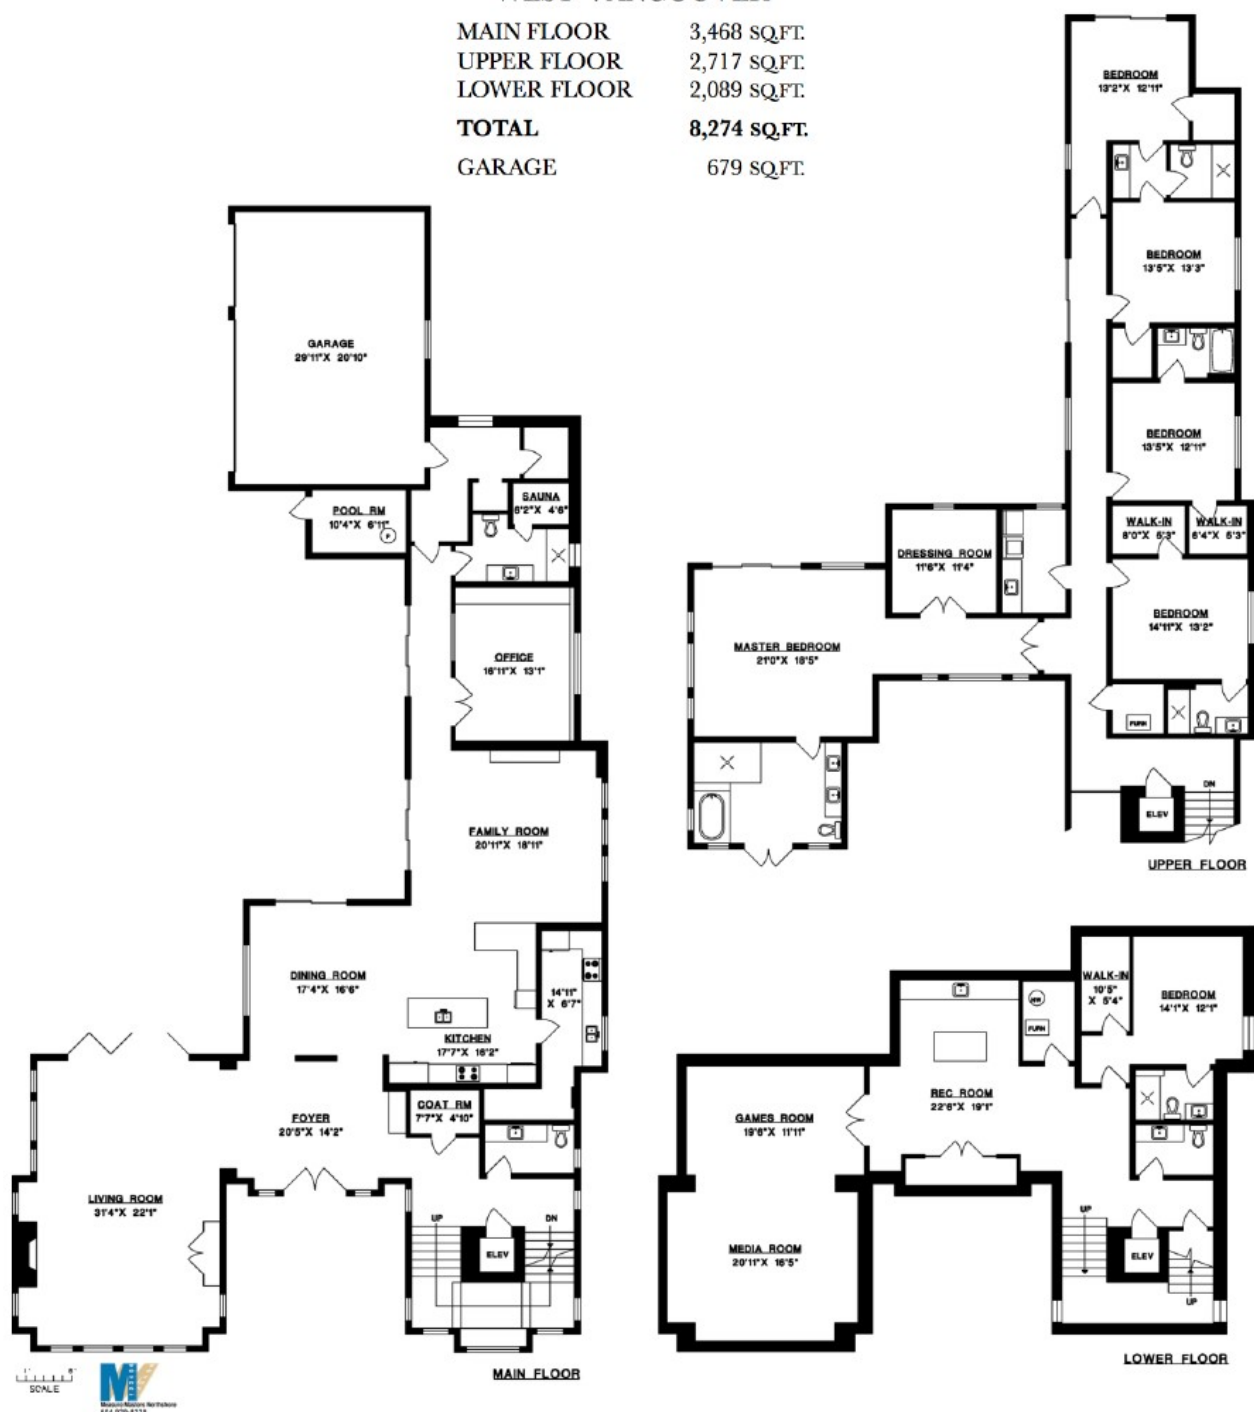 MAIN FLOOR 3,468 SQ.FT.
UPPER FLOOR 2,717 SQ.FT.
LOWER FLOOR 2,089 SQ.FT.
TOTAL 8,274 SQ.FT.
GARAGE 679 SQ.FT.
GARAGE
29'11"X 20'10"
POOL RM
10'4"X 6'11"
P
SAUNA
6'2"X 4'6"
OFFICE
16'11"X 13'1"
FAMILY ROOM
20'11"X 18'11"
DINING ROOM
17'4"X 16'6"
14'11"
X 6'7"
KITCHEN
17'7"X 16'2"
COAT RM
7'7"X 4'10"
FOYER
20'5"X 14'2"
LIVING ROOM
31'4"X 22'1"
UP
DN
ELEV
MAIN FLOOR
SCALE
BEDROOM
13'2"X 12'11"
BEDROOM
13'5"X 13'3"
BEDROOM
13'5"X 12'11"
WALK-IN
8'0"X 5'3"
WALK-IN
6'4"X 5'3"
DRESSING ROOM
11'6"X 11'4"
BEDROOM
14'11"X 13'2"
MASTER BEDROOM
21'0"X 18'5"
FURN
DN
ELEV
UPPER FLOOR
WALK-IN
10'5"
X 5'4"
BEDROOM
14'1"X 12'1"
FURN
REC ROOM
22'6"X 19'1"
GAMES ROOM
19'6"X 11'11"
MEDIA ROOM
20'11"X 16'5"
UP
ELEV
UP
LOWER FLOOR